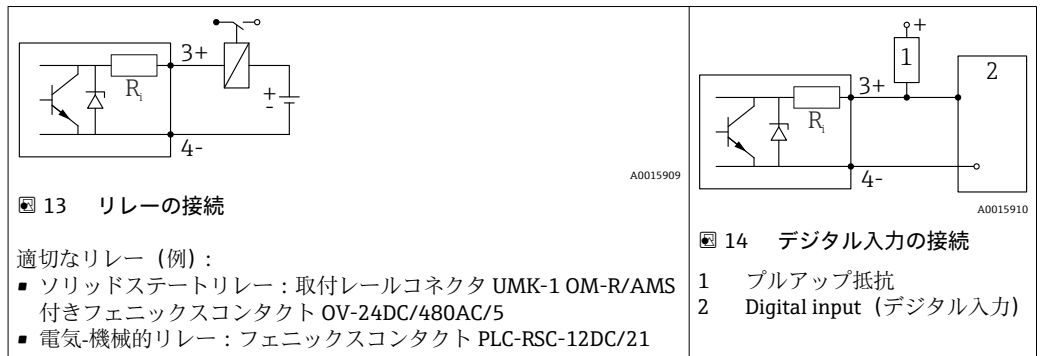 3+
Ri
+
-
4-
A0015909
13 リレーの接続
適切なリレー（例）:
▪ ソリッドステートリレー：取付レールコネクタ UMK-1 OM-R/AMS
付きフェニックスコンタクト OV-24DC/480AC/5
▪ 電気-機械的リレー：フェニックスコンタクト PLC-RSC-12DC/21
+
1
2
3+
Ri
4-
A0015910
14 デジタル入力の接続
1 プルアップ抵抗
2 Digital input（デジタル入力）